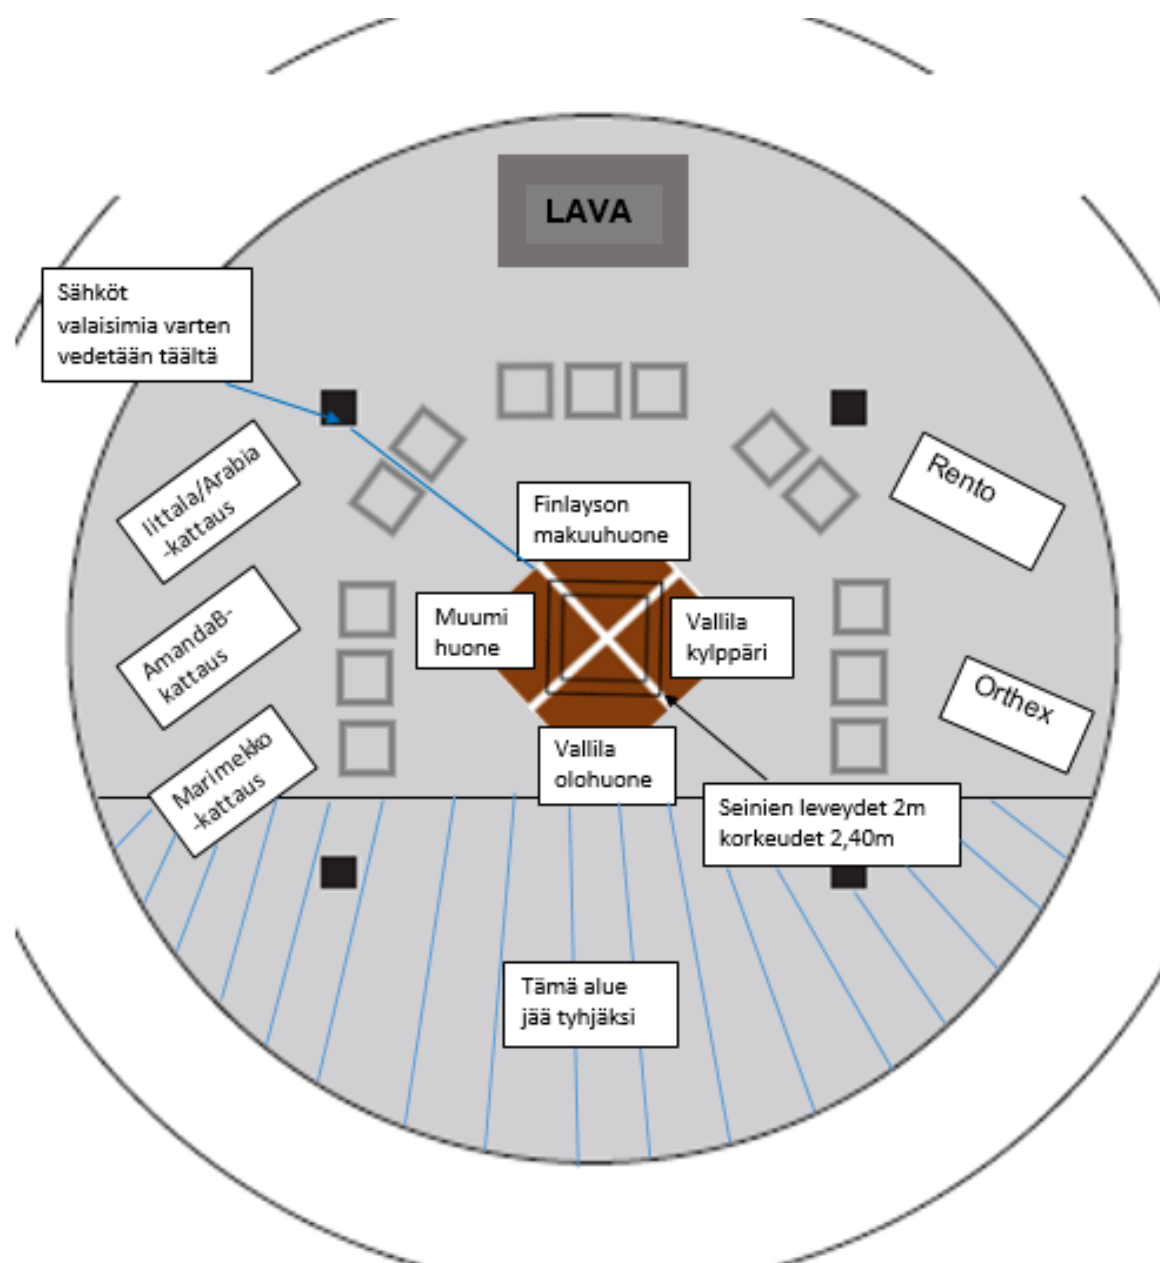 LAVA
Sähköt
valaisimia varten
vedetään täältä
Iittala/Arabia
-kattaus
Rento
Finlayson
makuuhuone
AmandaB-
kattaus
Muumi
huone
Vallila
kylppäri
Orthex
Marimekko
-kattaus
Vallila
olohuone
Seinien leveydet 2m
korkeudet 2,40m
Tämä alue
jää tyhjäksi